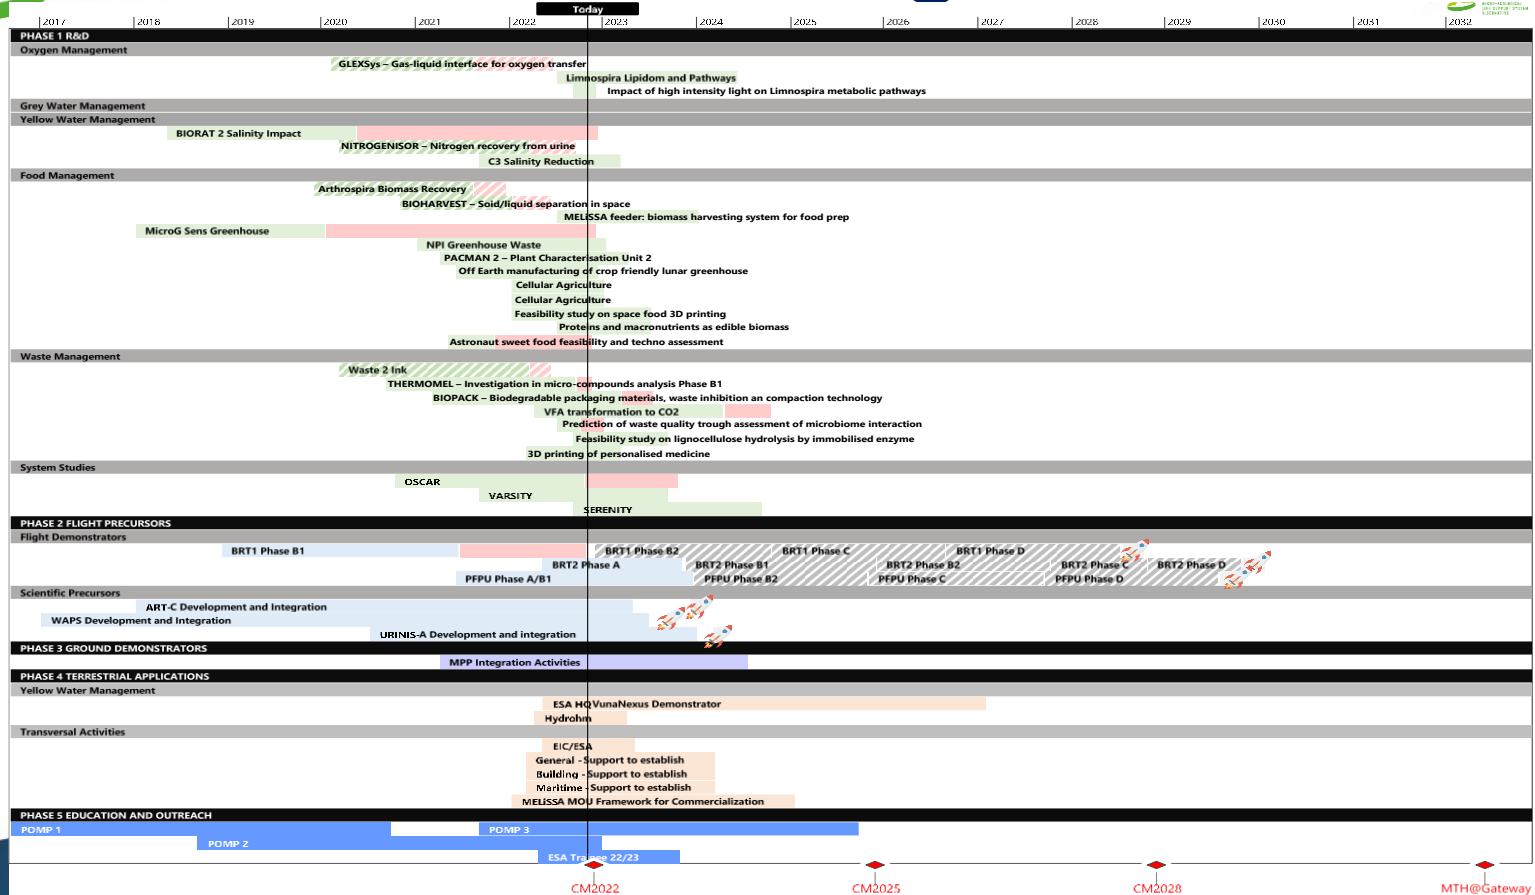 Today
2017 2018 2019 2020 2021 2022 2023 2024 2025 2026 2027 2028 2029 2030 2031 2032
PHASE 1 R&D
Oxygen Management
GLEXSys – Gas-liquid interface for oxygen transfer
Limnospira Lipidom and Pathways
Impact of high intensity light on Limnospira metabolic pathways
Grey Water Management
Yellow Water Management
BIORAT 2 Salinity Impact
NITROGENISOR – Nitrogen recovery from urine
C3 Salinity Reduction
Food Management
Arthrospira Biomass Recovery
BIOHARVEST – Soid/liquid separation in space
MELiSSA feeder: biomass harvesting system for food prep
MicroG Sens Greenhouse
NPI Greenhouse Waste
PACMAN 2 – Plant Characterisation Unit 2
Off Earth manufacturing of crop friendly lunar greenhouse
Cellular Agriculture
Cellular Agriculture
Feasibility study on space food 3D printing
Proteins and macronutrients as edible biomass
Astronaut sweet food feasibility and techno assessment
Waste Management
Waste 2 Ink
THERMOMEL – Investigation in micro-compounds analysis Phase B1
BIOPACK – Biodegradable packaging materials, waste inhibition an compaction technology
VFA transformation to CO2
Prediction of waste quality trough assessment of microbiome interaction
Feasibility study on lignocellulose hydrolysis by immobilised enzyme
3D printing of personalised medicine
System Studies
OSCAR
VARSITY
SERENITY
PHASE 2 FLIGHT PRECURSORS
Flight Demonstrators
BRT1 Phase B1 BRT1 Phase B2 BRT1 Phase C BRT1 Phase D
BRT2 Phase A BRT2 Phase B1 BRT2 Phase B2 BRT2 Phase C BRT2 Phase D
PFPU Phase A/B1 PFPU Phase B2 PFPU Phase C PFPU Phase D
Scientific Precursors
ART-C Development and Integration
WAPS Development and Integration
URINIS-A Development and integration
PHASE 3 GROUND DEMONSTRATORS
MPP Integration Activities
PHASE 4 TERRESTRIAL APPLICATIONS
Yellow Water Management
ESA HQ VunaNexus Demonstrator
Hydrohm
Transversal Activities
EIC/ESA
General - Support to establish
Building - Support to establish
Maritime - Support to establish
MELiSSA MOU Framework for Commercialization
PHASE 5 EDUCATION AND OUTREACH
POMP 1 POMP 3
POMP 2
ESA Trainee 22/23
CM2022 CM2025 CM2028 MTH@Gateway